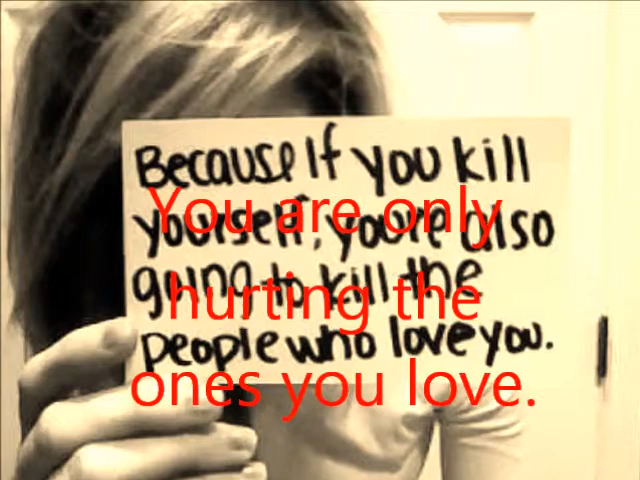 Because If you kill
yourself, you're also
going to kill the
people who love you.
You are only
hurting the
ones you love.